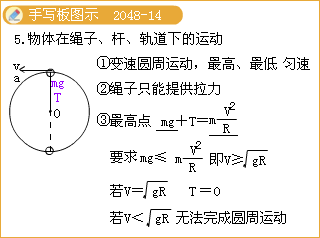 手写板图示 2048-14
5.物体在绳子、杆、轨道下的运动
①变速圆周运动，最高、最低 匀速
②绳子只能提供拉力
v
a
mg
T
O
③最高点 mg+T=m V²/R
要求mg≤ m V²/R 即V≥√gR
若V=√gR T=0
若V<√gR 无法完成圆周运动